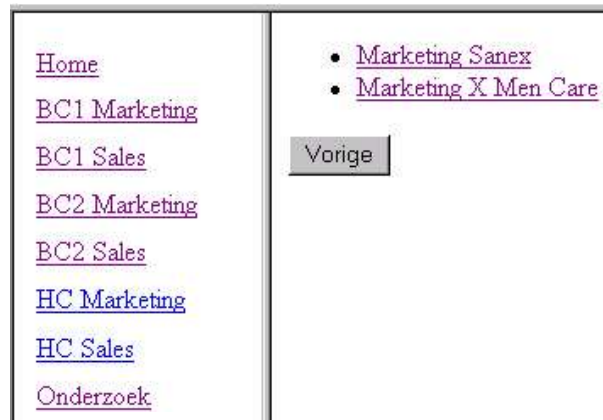 Home
BC1 Marketing
BC1 Sales
BC2 Marketing
BC2 Sales
HC Marketing
HC Sales
Onderzoek
Marketing Sanex
Marketing X Men Care
Vorige